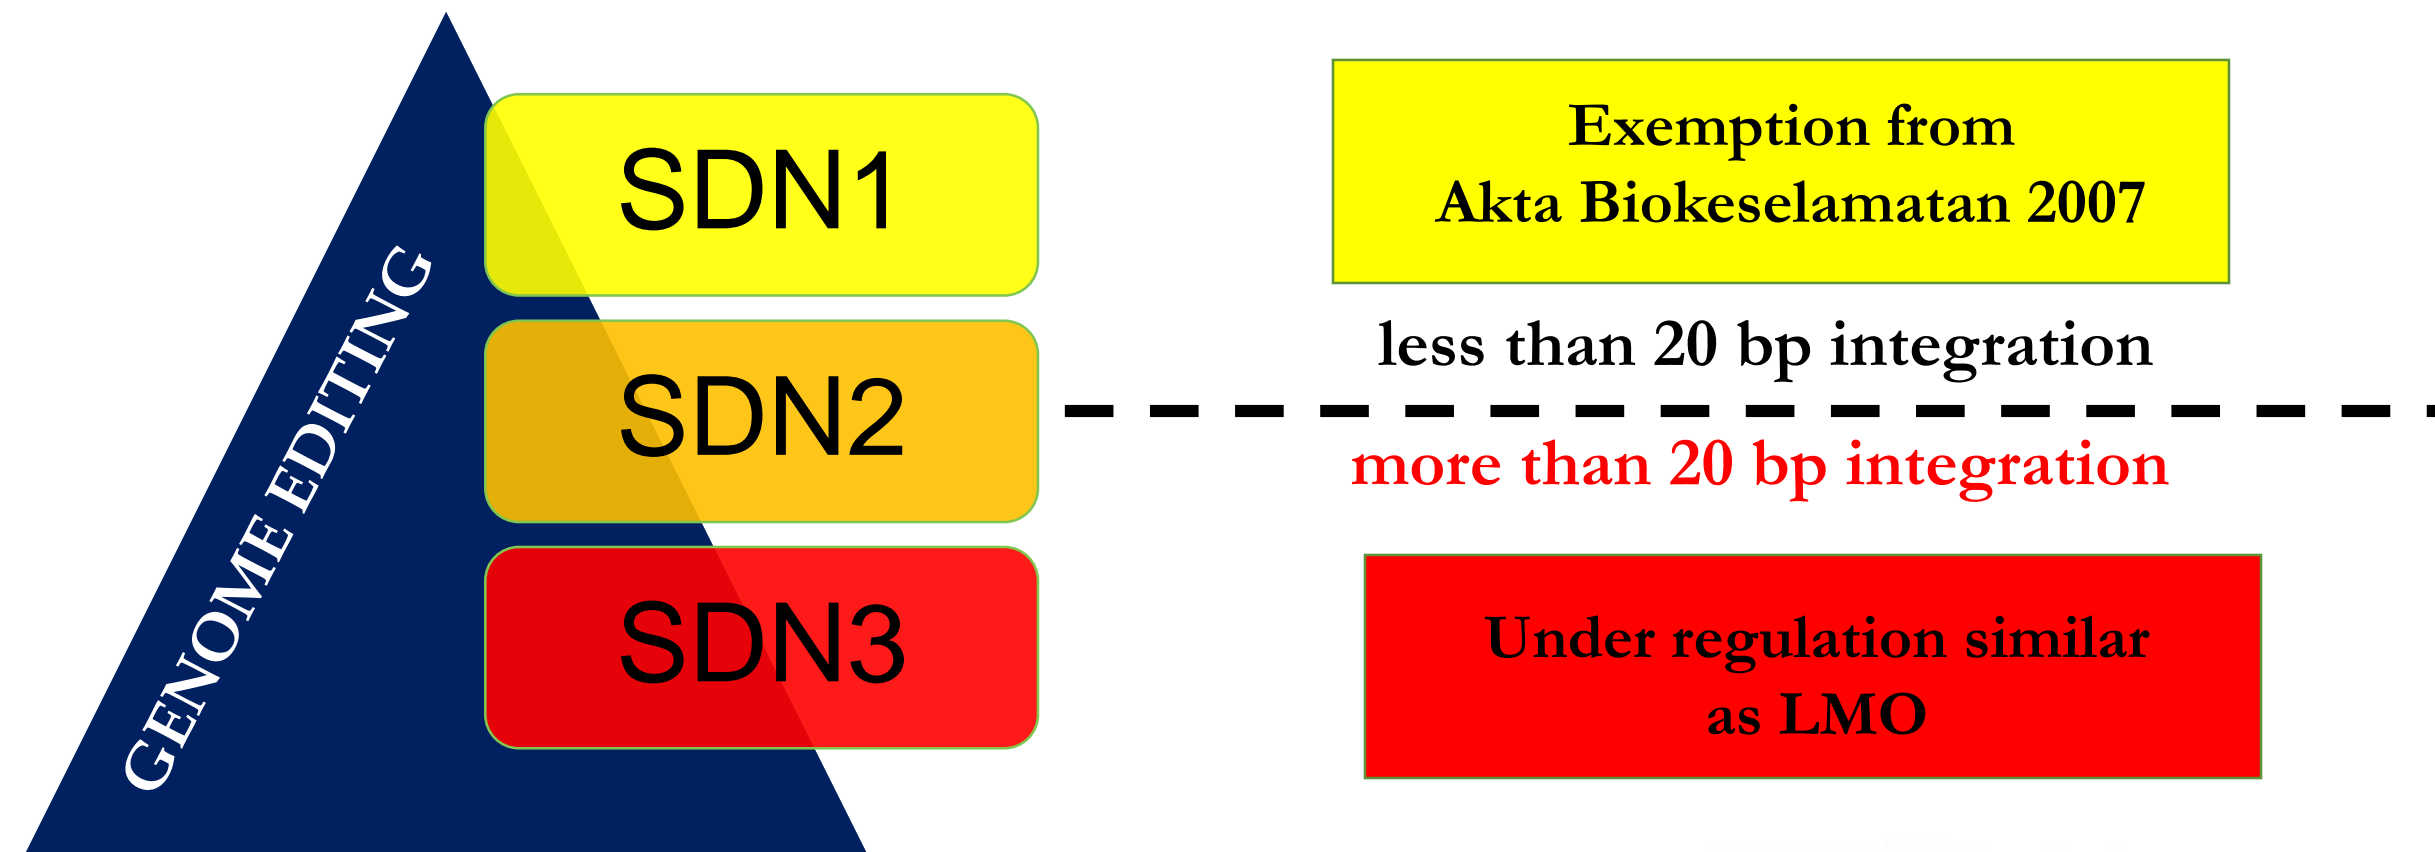 GENOME EDITING
SDN1
SDN2
SDN3
Exemption from
Akta Biokeselamatan 2007
less than 20 bp integration
more than 20 bp integration
Under regulation similar
as LMO